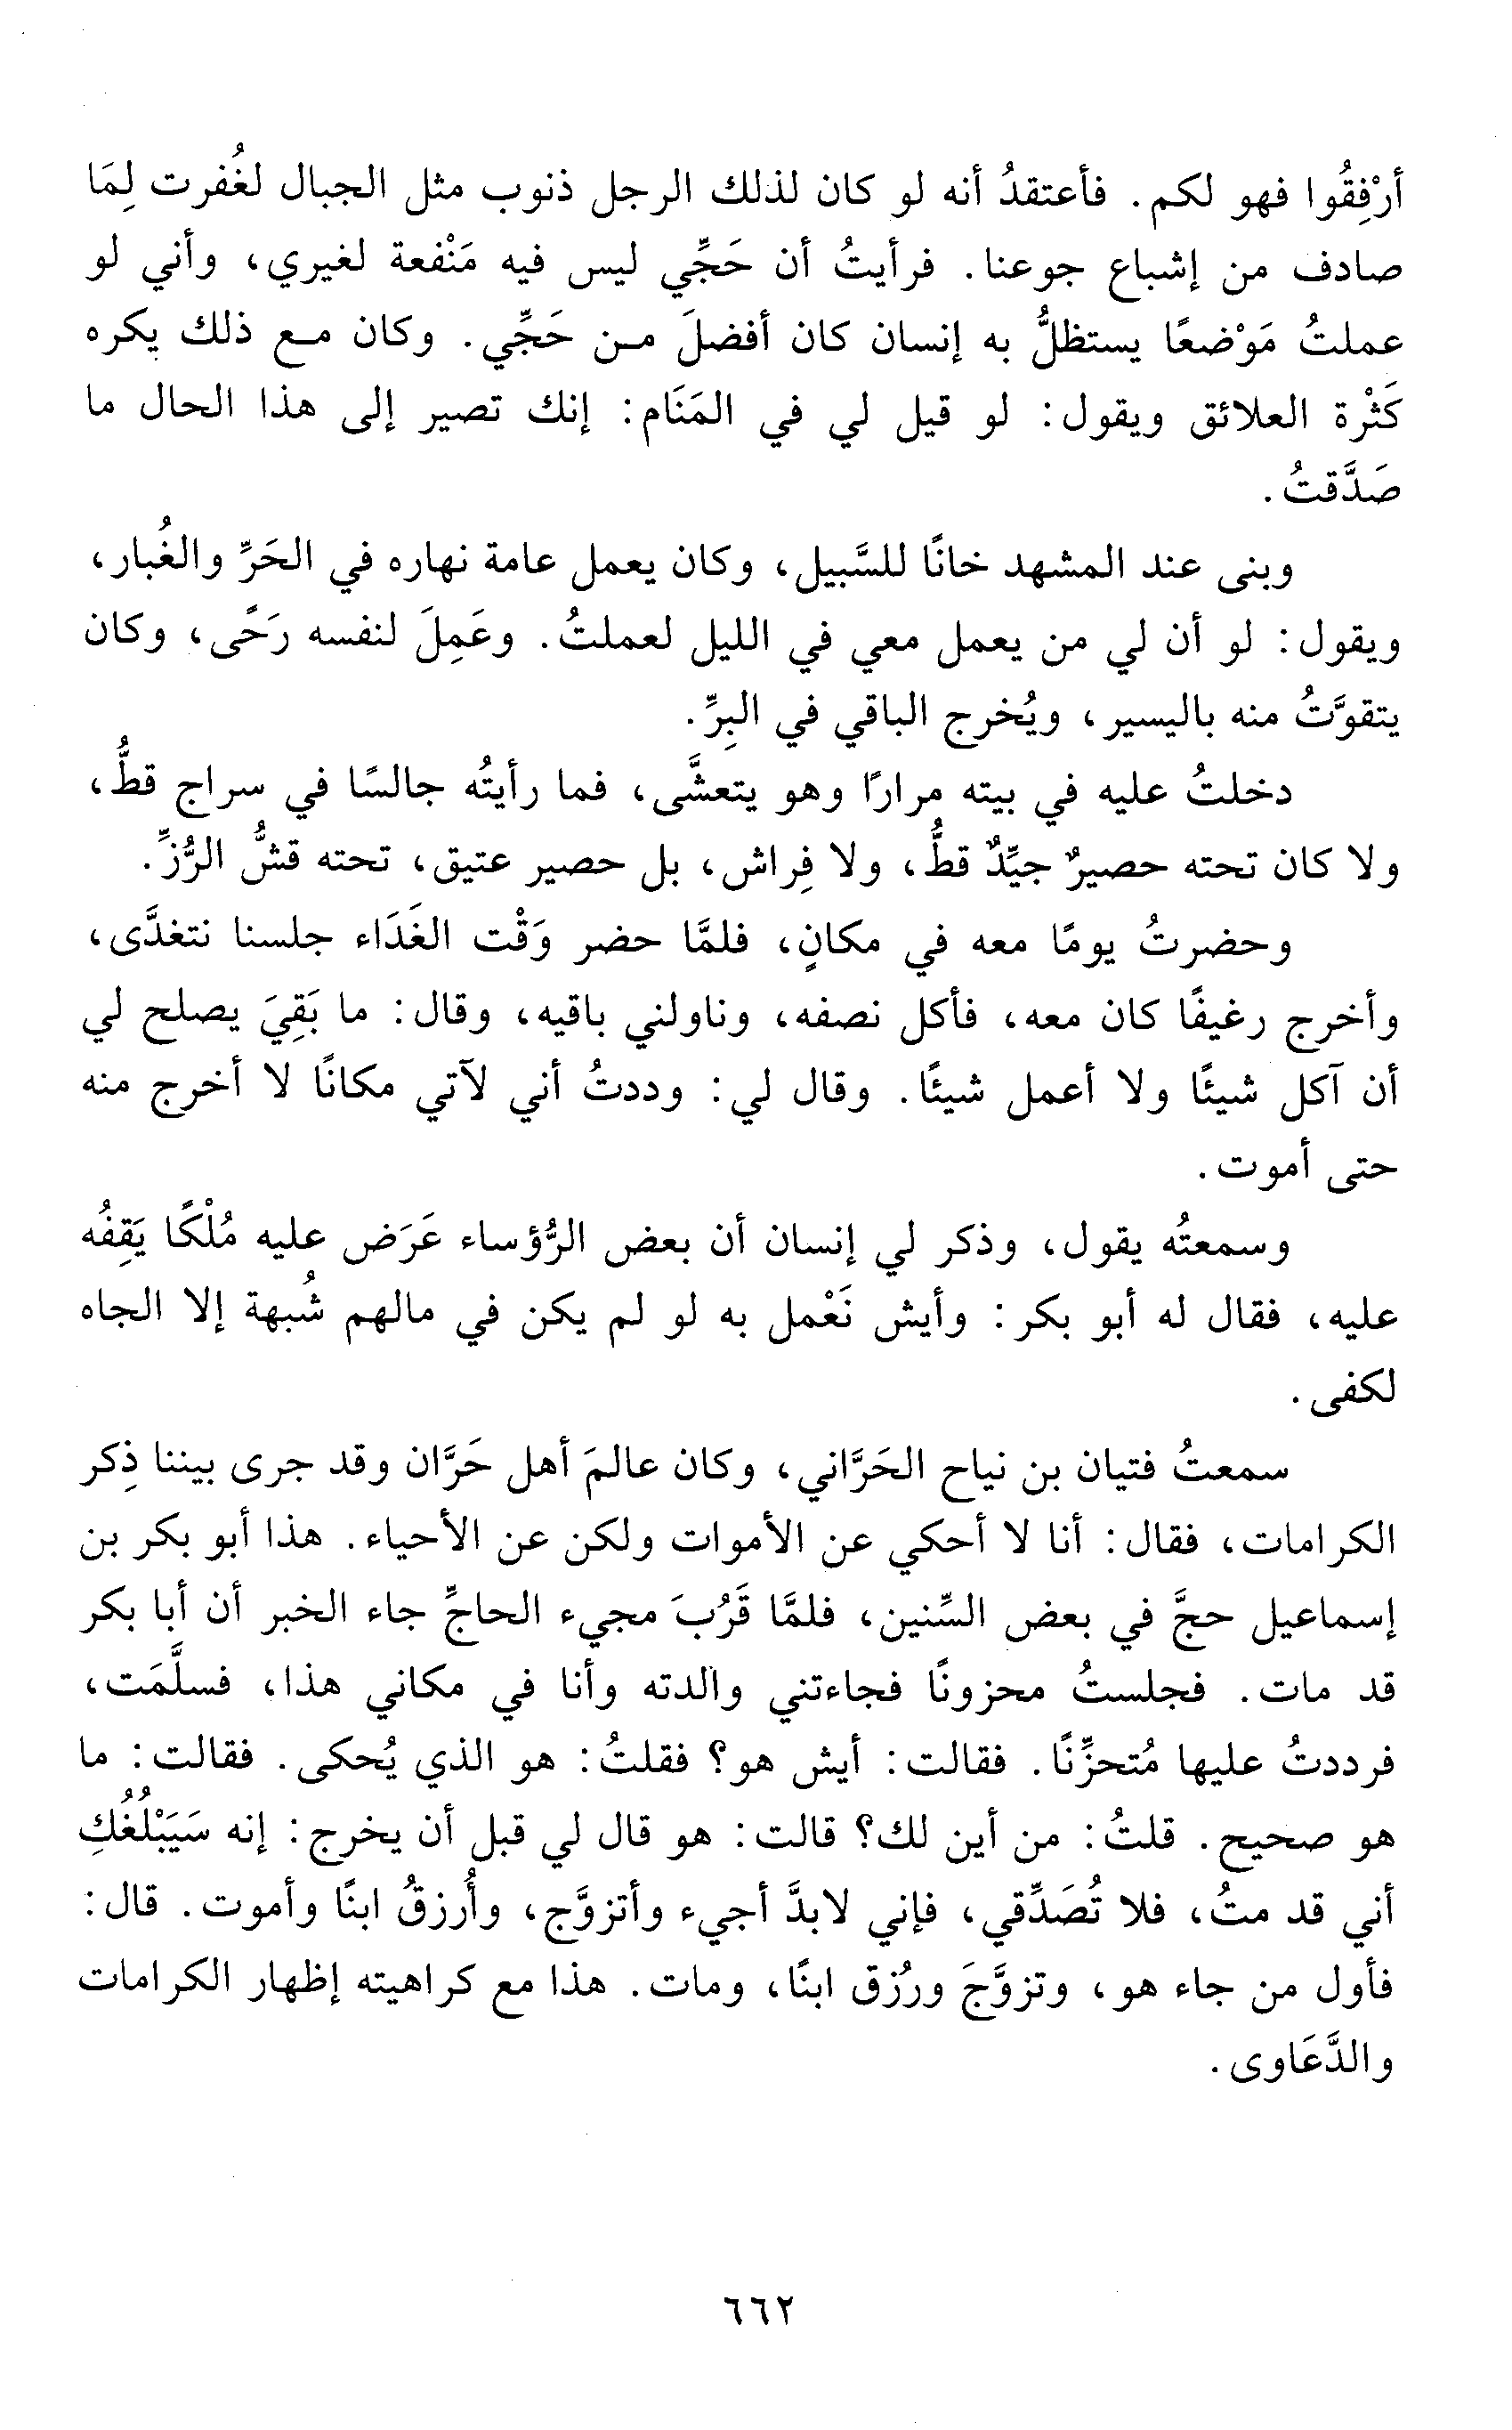 أرْفِقُوا فهو لكم. فأعتقدُ أنه لو كان لذلك الرجل ذنوب مثل الجبال لغُفرت لِمَا
صادف من إشباع جوعنا. فرأيتُ أن حَجِّي ليس فيه مَنْفعة لغيري، وأني لو
عملتُ مَوْضعًا يستظلُّ به إنسان كان أفضلَ من حَجِّي. وكان مع ذلك يكره
كَثْرة العلائق ويقول: لو قيل لي في المَنَام: إنك تصير إلى هذا الحال ما
صَدَّقتُ.
وبنى عند المشهد خانًا للسَّبيل، وكان يعمل عامة نهاره في الحَرِّ والغُبار،
ويقول: لو أن لي من يعمل معي في الليل لعملتُ. وعَمِلَ لنفسه رَحًى، وكان
يتقوَّتُ منه باليسير، ويُخرج الباقي في البِرِّ.
دخلتُ عليه في بيته مرارًا وهو يتعشَّى، فما رأيتُه جالسًا في سراج قطُّ،
ولا كان تحته حصيرٌ جيِّدٌ قطُّ، ولا فِراش، بل حصير عتيق، تحته قشُّ الرُّزِّ.
وحضرتُ يومًا معه في مكانٍ، فلمَّا حضر وَقْت الغَدَاء جلسنا نتغدَّى،
وأخرج رغيفًا كان معه، فأكل نصفه، وناولني باقيه، وقال: ما بَقِيَ يصلح لي
أن آكل شيئًا ولا أعمل شيئًا. وقال لي: وددتُ أني لآتي مكانًا لا أخرج منه
حتى أموت.
وسمعتُه يقول، وذكر لي إنسان أن بعض الرُّؤساء عَرَض عليه مُلْكًا يَقِفُه
عليه، فقال له أبو بكر: وأيش نَعْمل به لو لم يكن في مالهم شُبهة إلا الجاه
لكفى.
سمعتُ فتيان بن نياح الحَرَّاني، وكان عالمَ أهل حَرَّان وقد جرى بيننا ذِكر
الكرامات، فقال: أنا لا أحكي عن الأموات ولكن عن الأحياء. هذا أبو بكر بن
إسماعيل حجَّ في بعض السِّنين، فلمَّا قَرُبَ مجيء الحاجِّ جاء الخبر أن أبا بكر
قد مات. فجلستُ محزونًا فجاءتني والدته وأنا في مكاني هذا، فسلَّمَت،
فرددتُ عليها مُتحزِّنًا. فقالت: أيش هو؟ فقلتُ: هو الذي يُحكى. فقالت: ما
هو صحيح. قلتُ: من أين لك؟ قالت: هو قال لي قبل أن يخرج: إنه سَيَبْلُغُكِ
أني قد متُ، فلا تُصَدِّقي، فإني لابدَّ أجيء وأتزوَّج، وأُرزقُ ابنًا وأموت. قال:
فأول من جاء هو، وتزوَّجَ ورُزق ابنًا، ومات. هذا مع كراهيته إظهار الكرامات
والدَّعَاوى.
٦٦٢